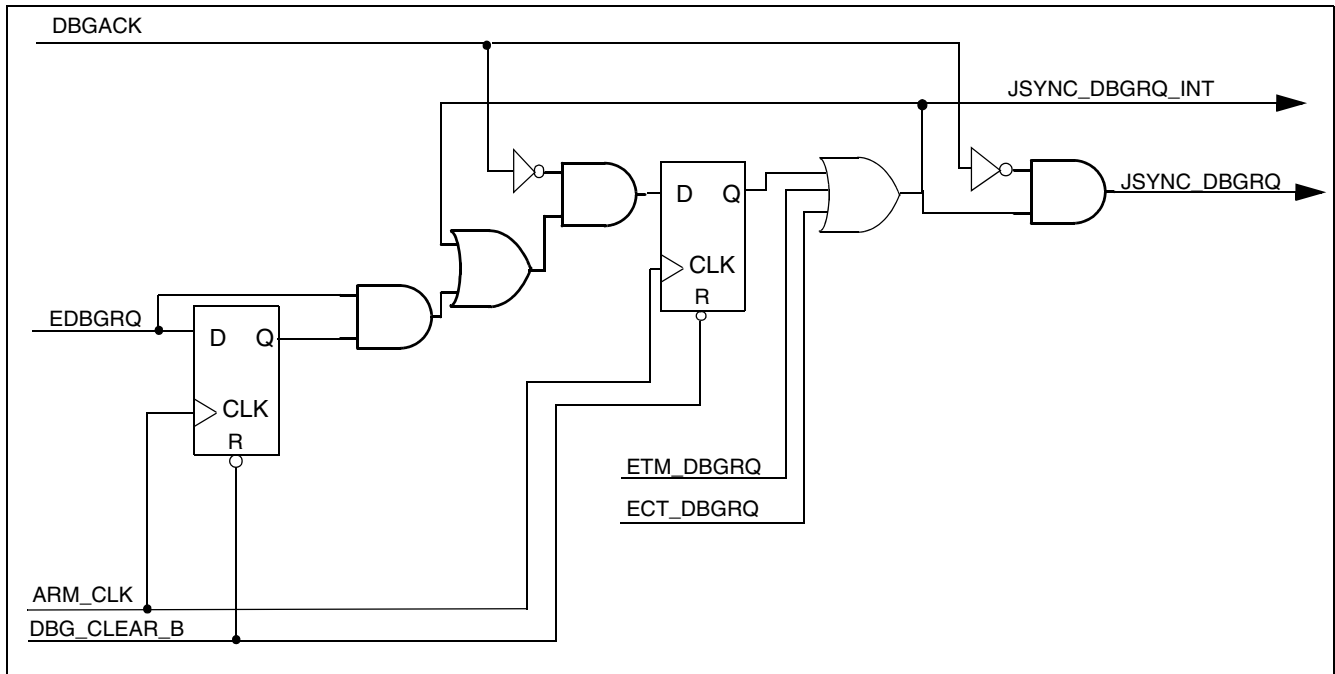 DBGACK
JSYNC_DBGRQ_INT
JSYNC_DBGRQ
D Q
CLK
R
EDBGRQ
D Q
CLK
R
ETM_DBGRQ
ECT_DBGRQ
ARM_CLK
DBG_CLEAR_B